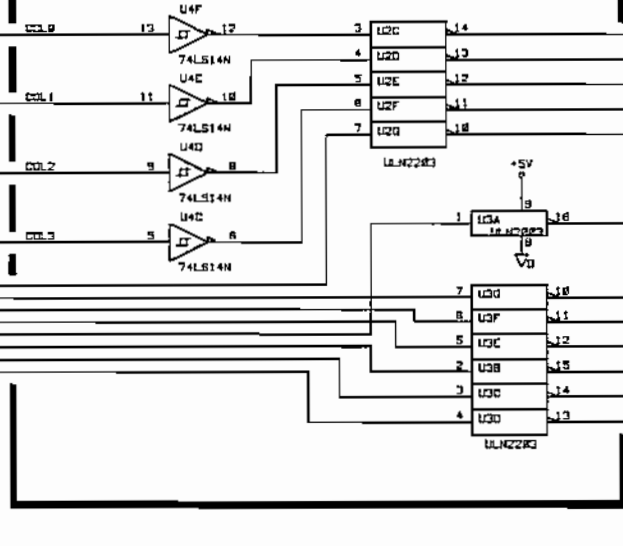 U4F
COL0 13 12 3 U2C 14
74LS14N
4 U2D 13
U4E
5 U2E 12
COL1 11 10
6 U2F 11
74LS14N
7 U2G 10
U4D
ULN2203
COL2 9 8
+5V
74LS14N
9
U4C
1 U3A 16
ULN2003
COL3 5 6
8
74LS14N
7 U3G 10
6 U3F 11
5 U3E 12
2 U3B 15
3 14
4 U3D 13
ULN2203